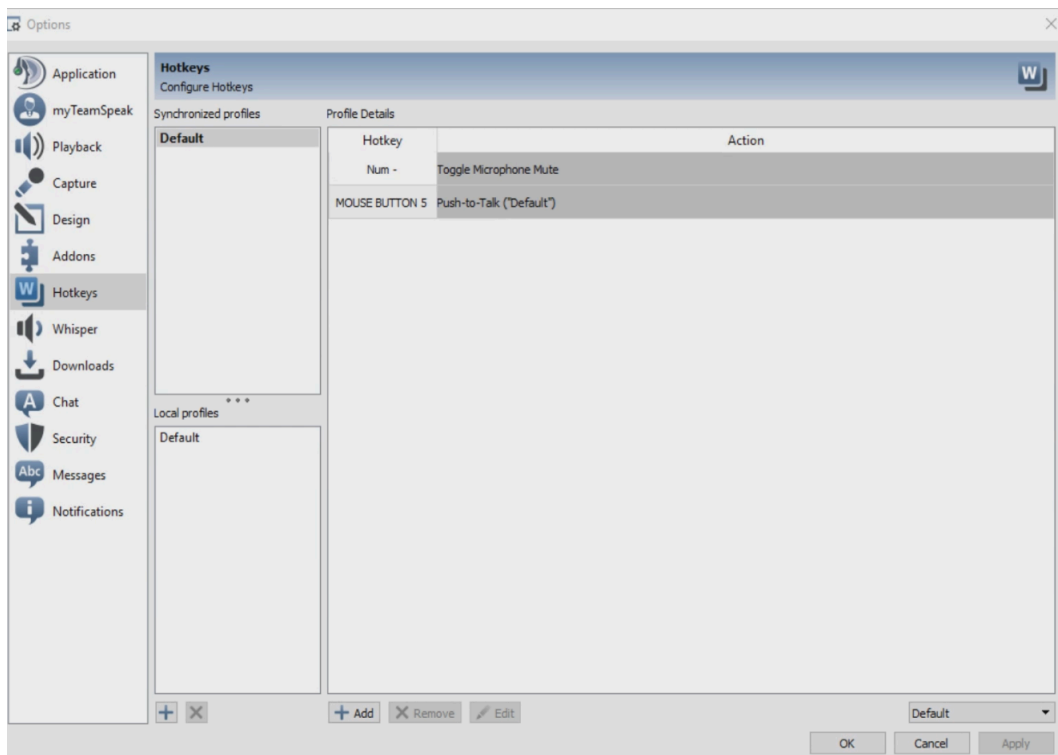 Options
Application
myTeamSpeak
Playback
Capture
Design
Addons
W
Hotkeys
Whisper
Downloads
A
Chat
Security
Abc
Messages
i
Notifications
Hotkeys
Configure Hotkeys
W
Synchronized profiles
Default
Local profiles
Default
Profile Details
Hotkey Action
Num - Toggle Microphone Mute
MOUSE BUTTON 5 Push-to-Talk ("Default")
Add Remove Edit
Default
OK Cancel Apply